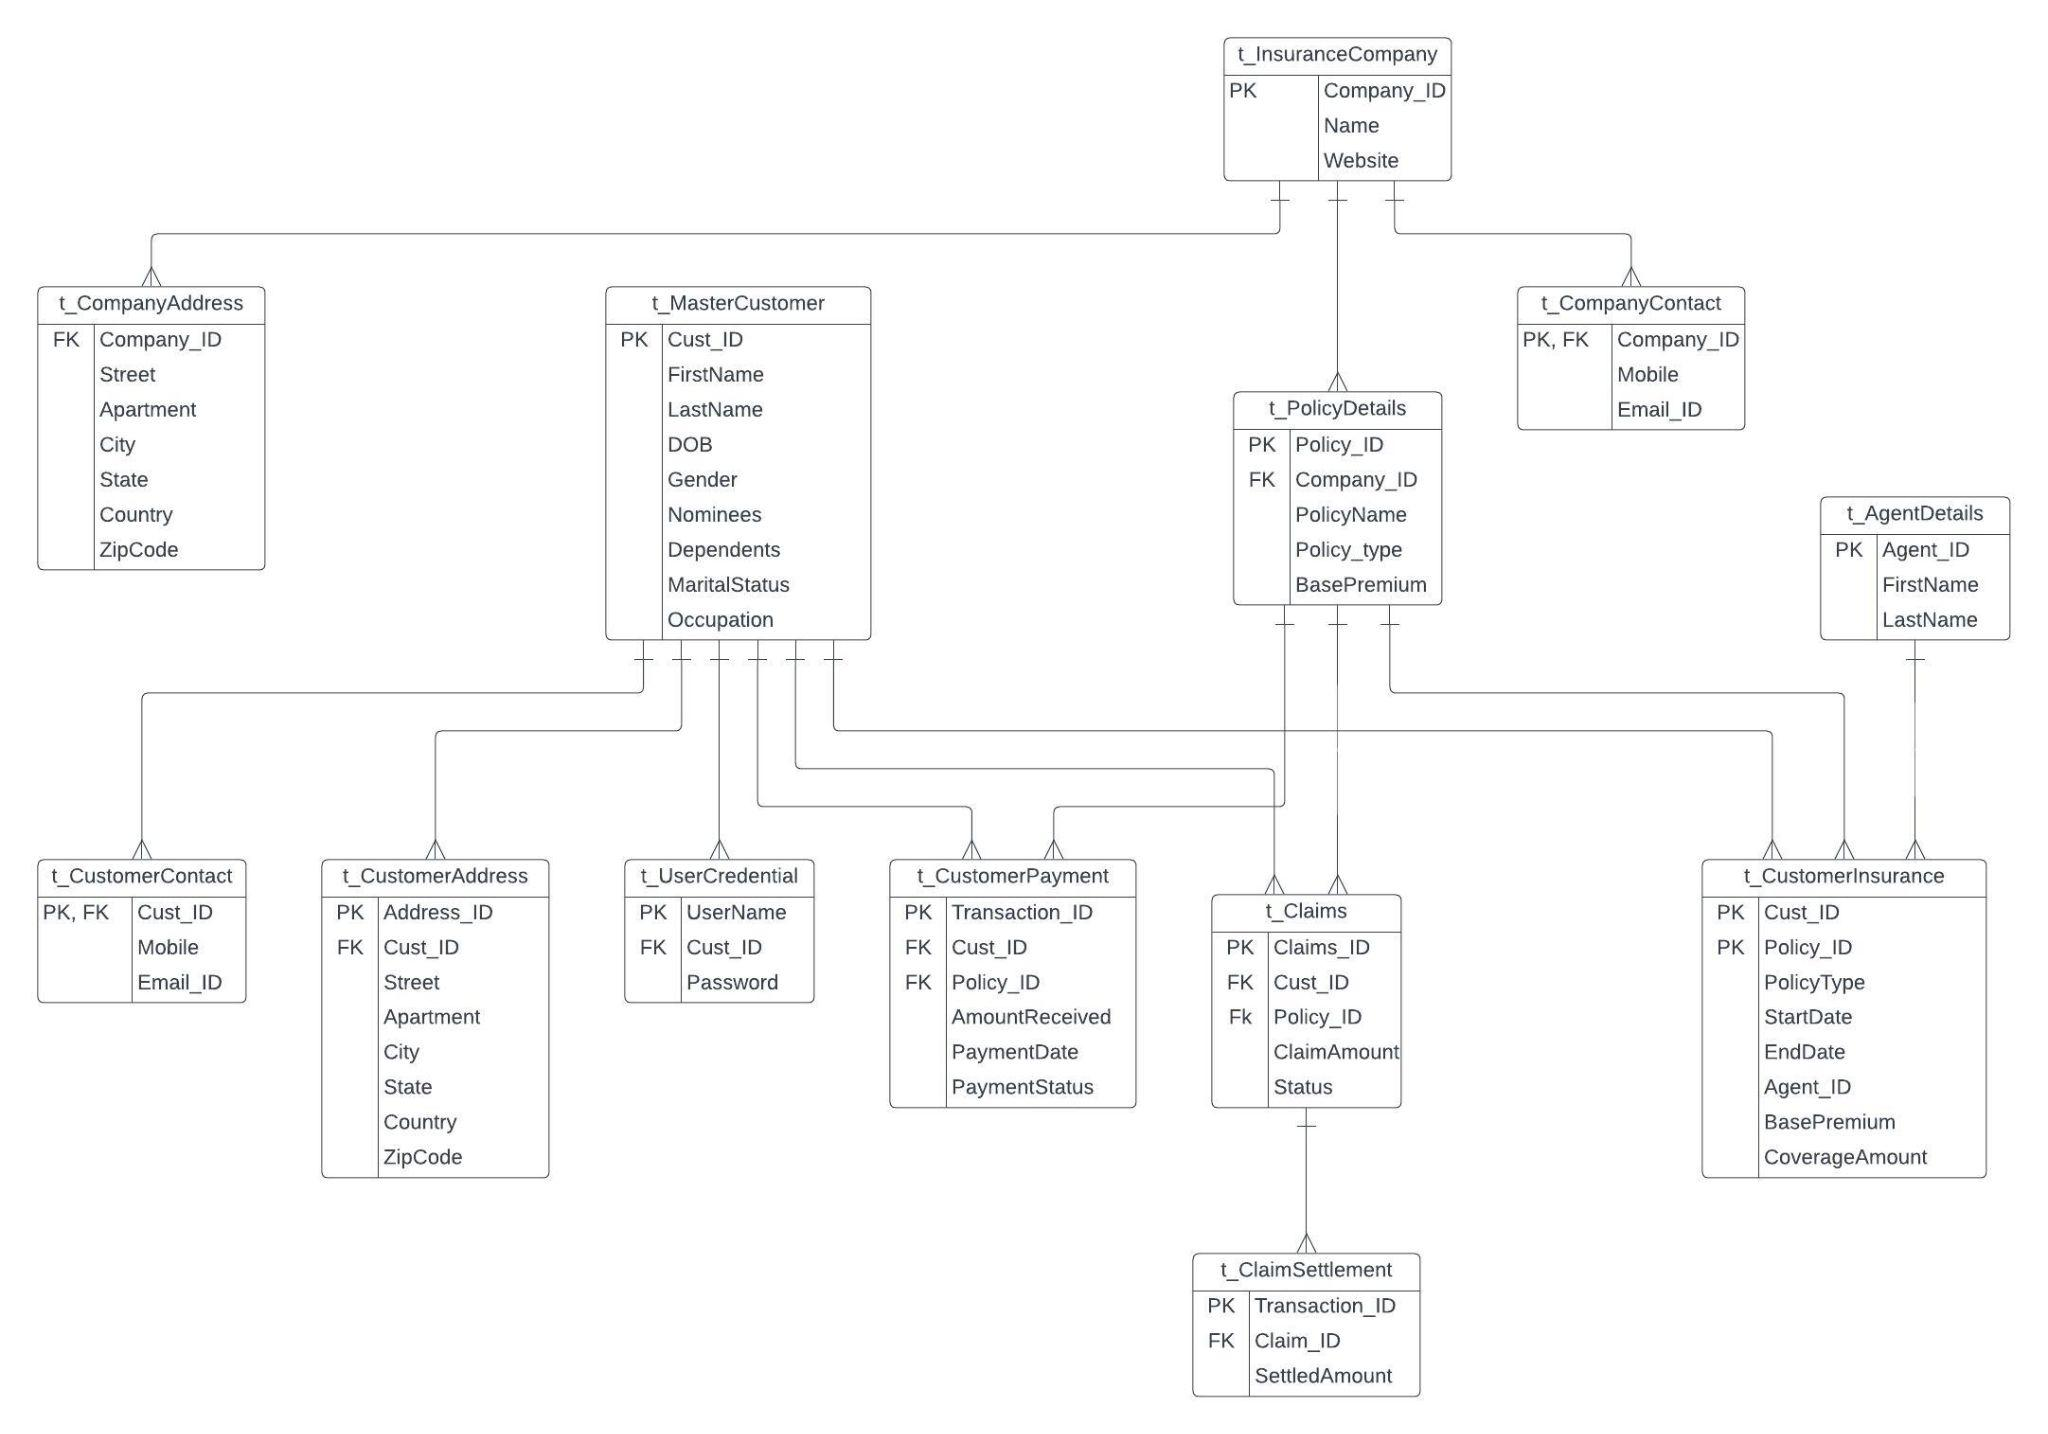 t_InsuranceCompany
PK Company_ID
Name
Website
t_CompanyAddress
FK Company_ID
Street
Apartment
City
State
Country
ZipCode
t_MasterCustomer
PK Cust_ID
FirstName
LastName
DOB
Gender
Nominees
Dependents
MaritalStatus
Occupation
t_PolicyDetails
PK Policy_ID
FK Company_ID
PolicyName
Policy_type
BasePremium
t_CompanyContact
PK, FK Company_ID
Mobile
Email_ID
t_AgentDetails
PK Agent_ID
FirstName
LastName
t_CustomerContact
PK, FK Cust_ID
Mobile
Email_ID
t_CustomerAddress
PK Address_ID
FK Cust_ID
Street
Apartment
City
State
Country
ZipCode
t_UserCredential
PK UserName
FK Cust_ID
Password
t_CustomerPayment
PK Transaction_ID
FK Cust_ID
FK Policy_ID
AmountReceived
PaymentDate
PaymentStatus
t_Claims
PK Claims_ID
FK Cust_ID
Fk Policy_ID
ClaimAmount
Status
t_CustomerInsurance
PK Cust_ID
PK Policy_ID
PolicyType
StartDate
EndDate
Agent_ID
BasePremium
CoverageAmount
t_ClaimSettlement
PK Transaction_ID
FK Claim_ID
SettledAmount